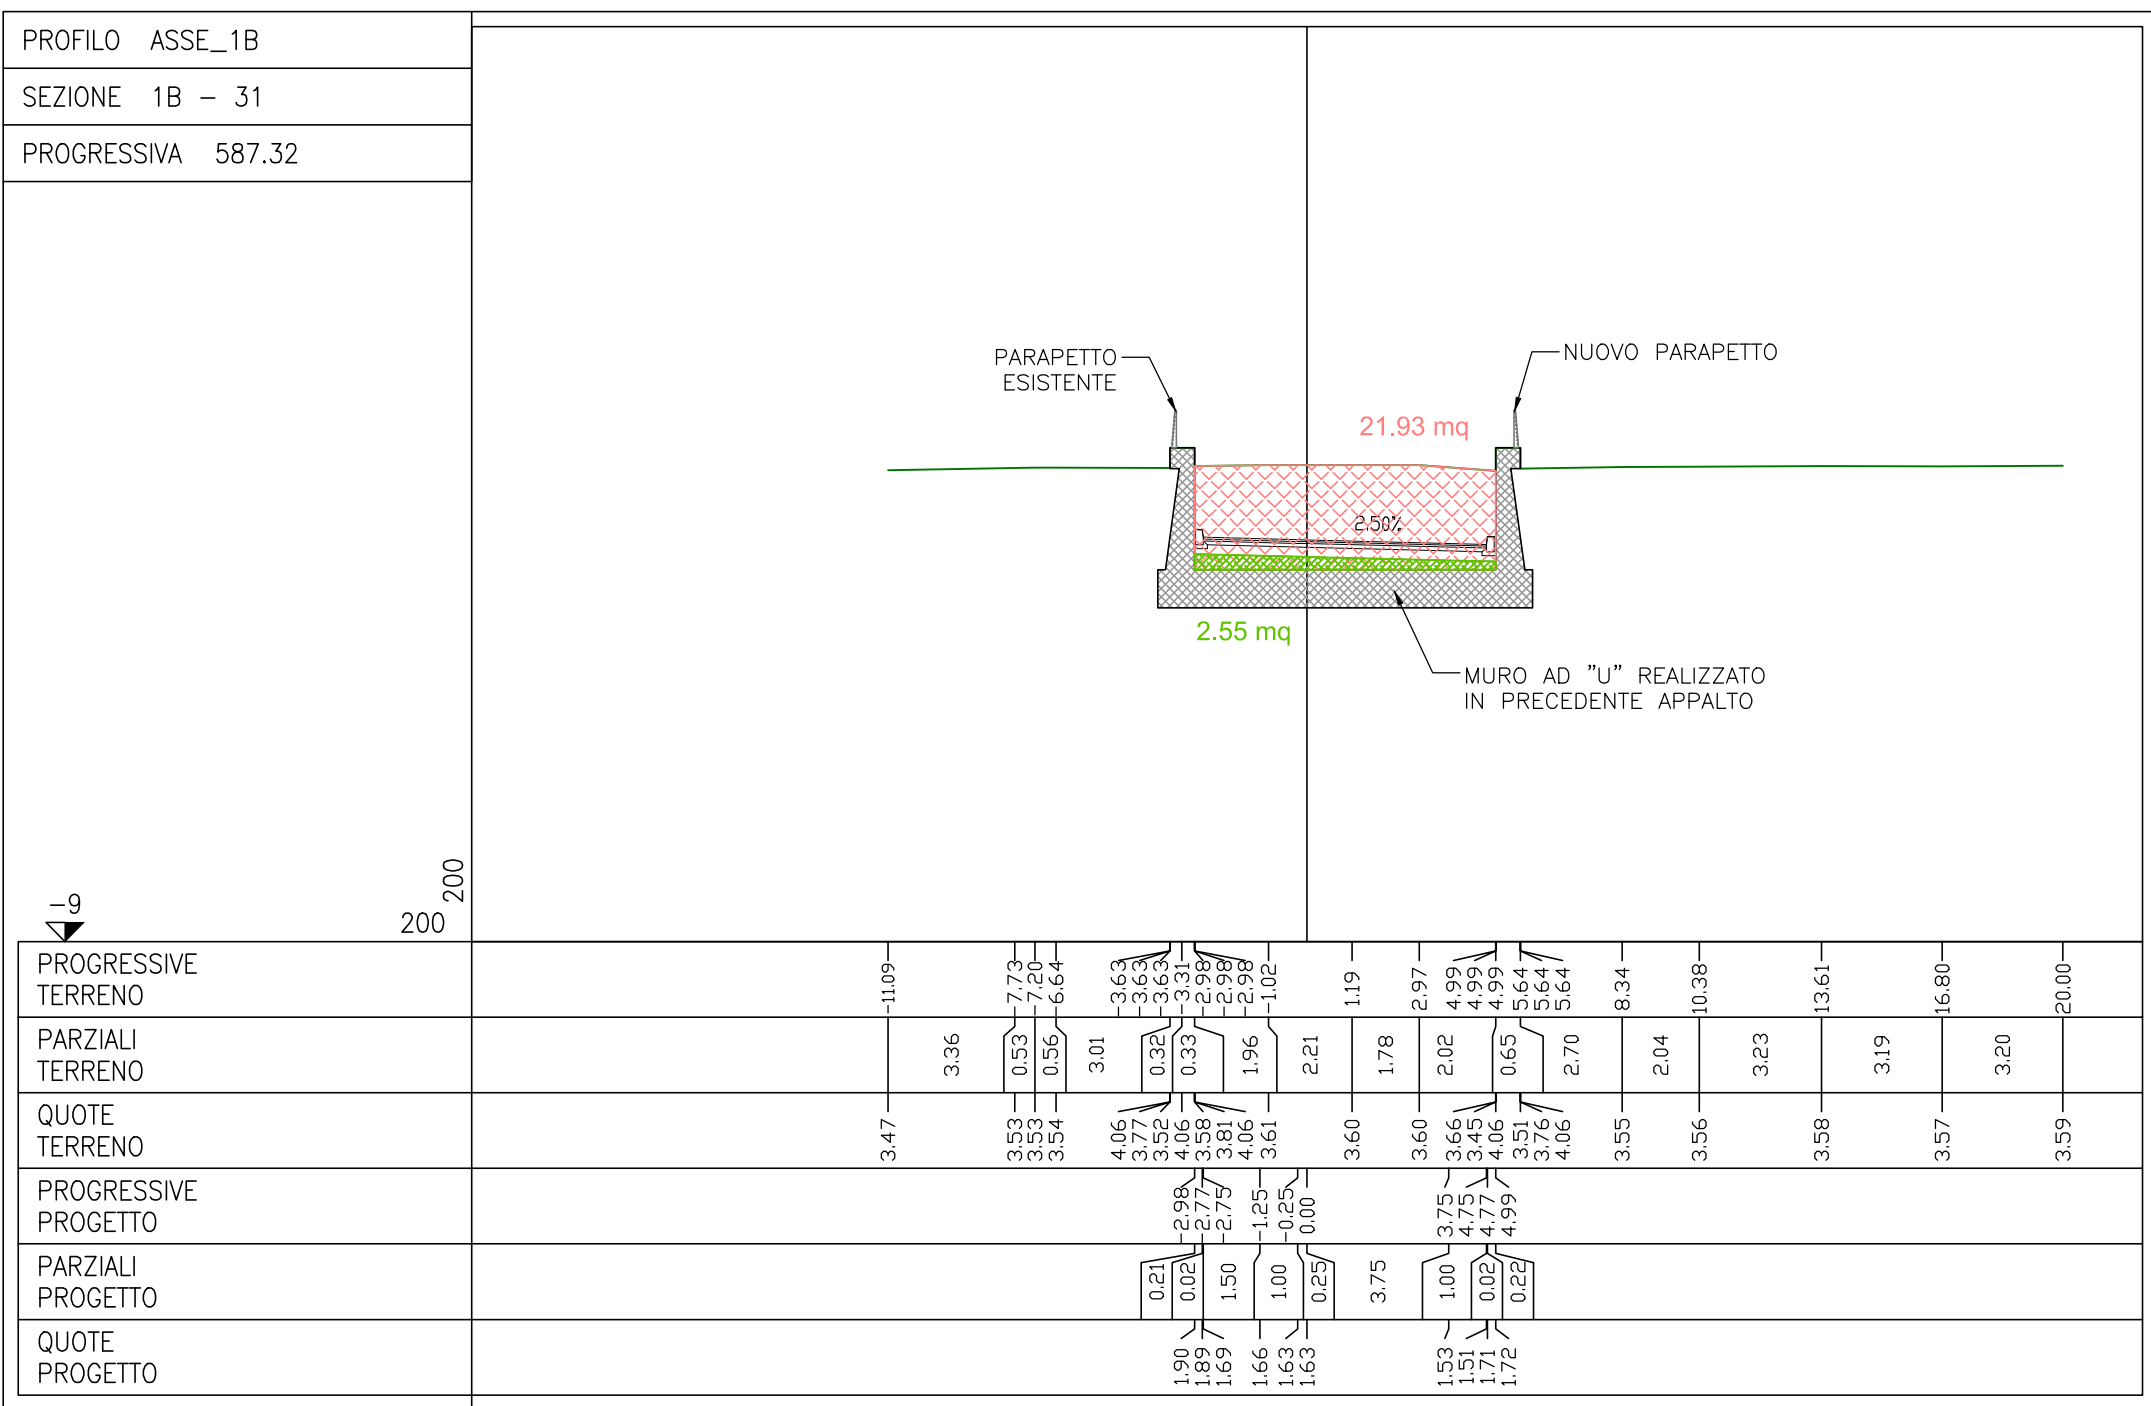 PROFILO ASSE_1B
SEZIONE 1B - 31
PROGRESSIVA 587.32
PARAPETTO
ESISTENTE
NUOVO PARAPETTO
21.93 mq
2.50%
2.55 mq
MURO AD "U" REALIZZATO
IN PRECEDENTE APPALTO
-9
200
200
PROGRESSIVE
TERRENO
-11.09 -7.73 -7.20 -6.64 -3.63 -3.63 -3.63 -3.31 -2.98 -2.98 -2.98 -1.02 1.19 2.97 4.99 4.99 4.99 5.64 5.64 5.64 8.34 10.38 13.61 16.80 20.00
PARZIALI
TERRENO
3.36 0.53 0.56 3.01 0.32 0.33 1.96 2.21 1.78 2.02 0.65 2.70 2.04 3.23 3.19 3.20
QUOTE
TERRENO
3.47 3.53 3.53 3.54 4.06 3.77 3.52 4.06 3.58 3.81 4.06 3.61 3.60 3.60 3.66 3.45 4.06 3.51 3.76 4.06 3.55 3.56 3.58 3.57 3.59
PROGRESSIVE
PROGETTO
-2.98 -2.77 -2.75 -1.25 -0.25 0.00 3.75 4.75 4.77 4.99
PARZIALI
PROGETTO
0.21 0.02 1.50 1.00 0.25 3.75 1.00 0.02 0.22
QUOTE
PROGETTO
1.90 1.89 1.69 1.66 1.63 1.63 1.53 1.51 1.71 1.72